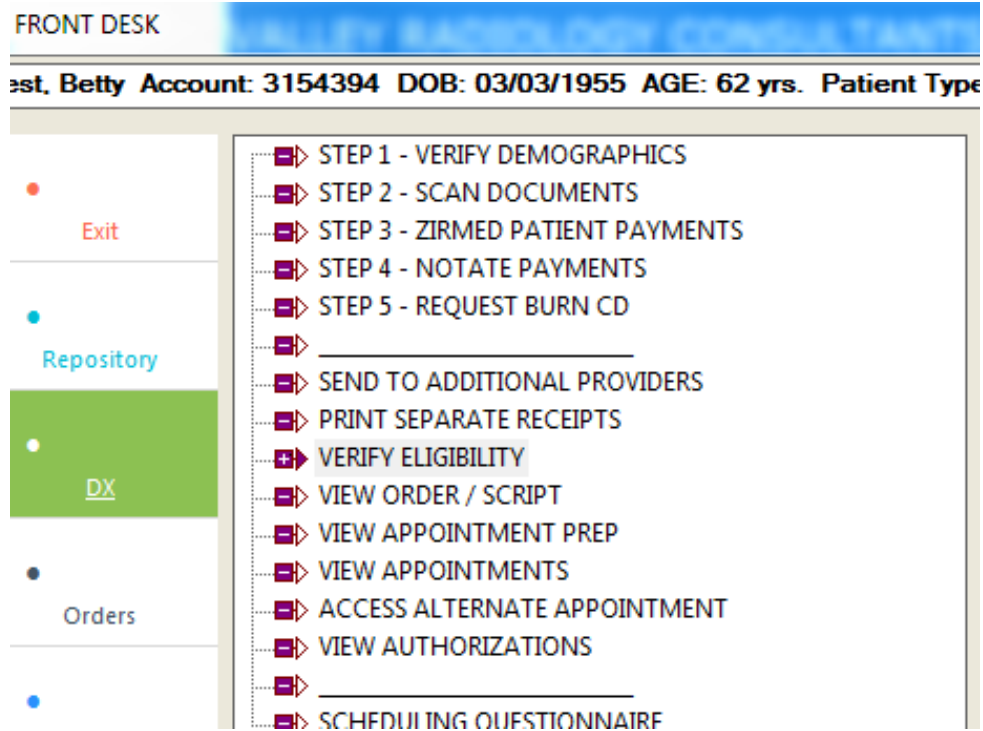 FRONT DESK
VALLEY RADIOLOGY CONSULTANTS
est, Betty Account: 3154394 DOB: 03/03/1955 AGE: 62 yrs. Patient Type
Exit
Repository
DX
Orders
STEP 1 - VERIFY DEMOGRAPHICS
STEP 2 - SCAN DOCUMENTS
STEP 3 - ZIRMED PATIENT PAYMENTS
STEP 4 - NOTATE PAYMENTS
STEP 5 - REQUEST BURN CD
SEND TO ADDITIONAL PROVIDERS
PRINT SEPARATE RECEIPTS
VERIFY ELIGIBILITY
VIEW ORDER / SCRIPT
VIEW APPOINTMENT PREP
VIEW APPOINTMENTS
ACCESS ALTERNATE APPOINTMENT
VIEW AUTHORIZATIONS
SCHEDULING QUESTIONNAIRE